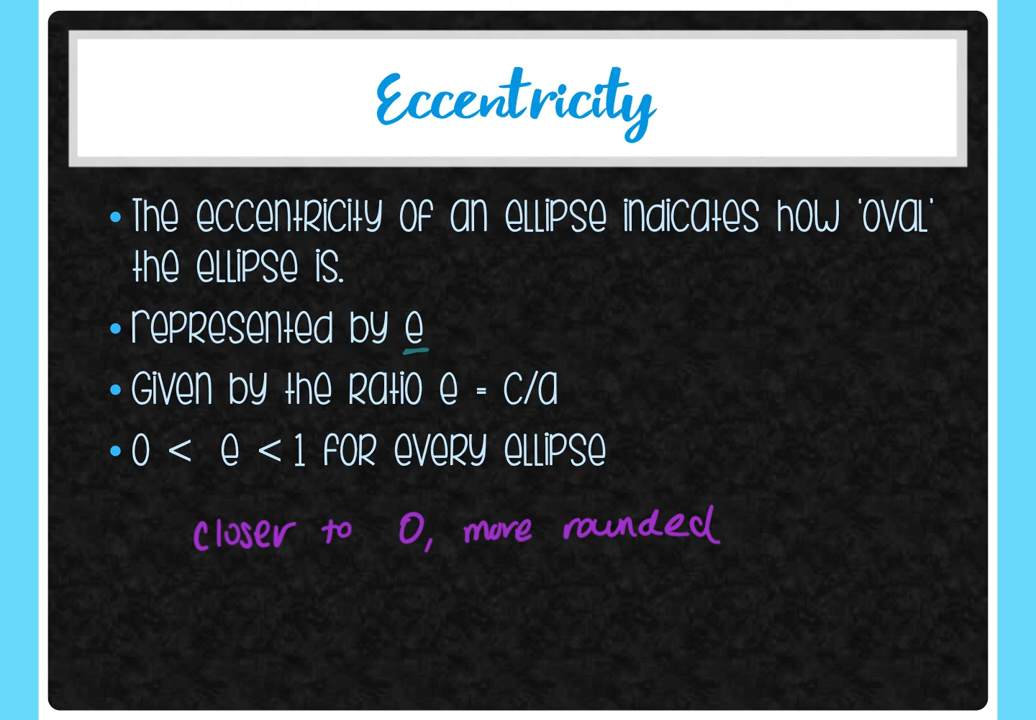 Eccentricity
• The eccentricity of an ellipse indicates how 'oval'
the ellipse is.
• represented by e
• Given by the ratio e = c/a
• 0 < e < 1 for every ellipse
closer to 0, more rounded